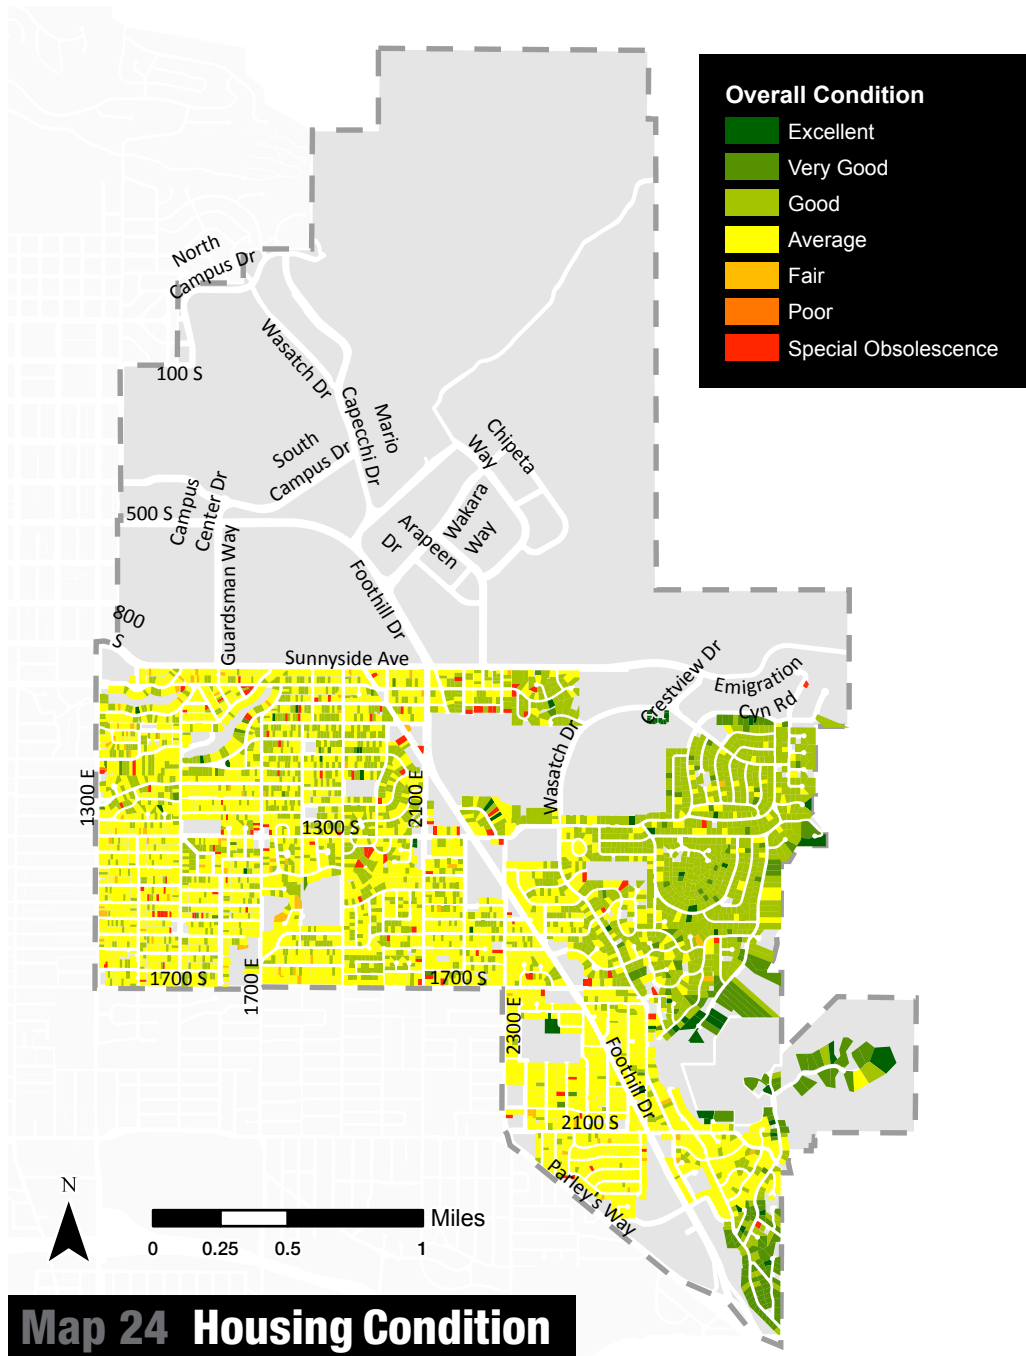 Overall Condition
Excellent
Very Good
Good
Average
Fair
Poor
Special Obsolescence
North
Campus Dr
Wasatch Dr
100 S
Mario
Capecchi Dr
South
Campus Dr
Chipeta
Way
Campus
Center Dr
500 S
Wakara
Way
Arapeen
Dr
Guardsman Way
Foothill Dr
800
S
Sunnyside Ave
Crestview Dr
Emigration
Cyn Rd
Wasatch Dr
1300 E
2100 E
1300 S
1700 S
1700 E
1700 S
2300 E
Foothill Dr
2100 S
Parley's Way
N
Miles
0 0.25 0.5 1
Map 24 Housing Condition